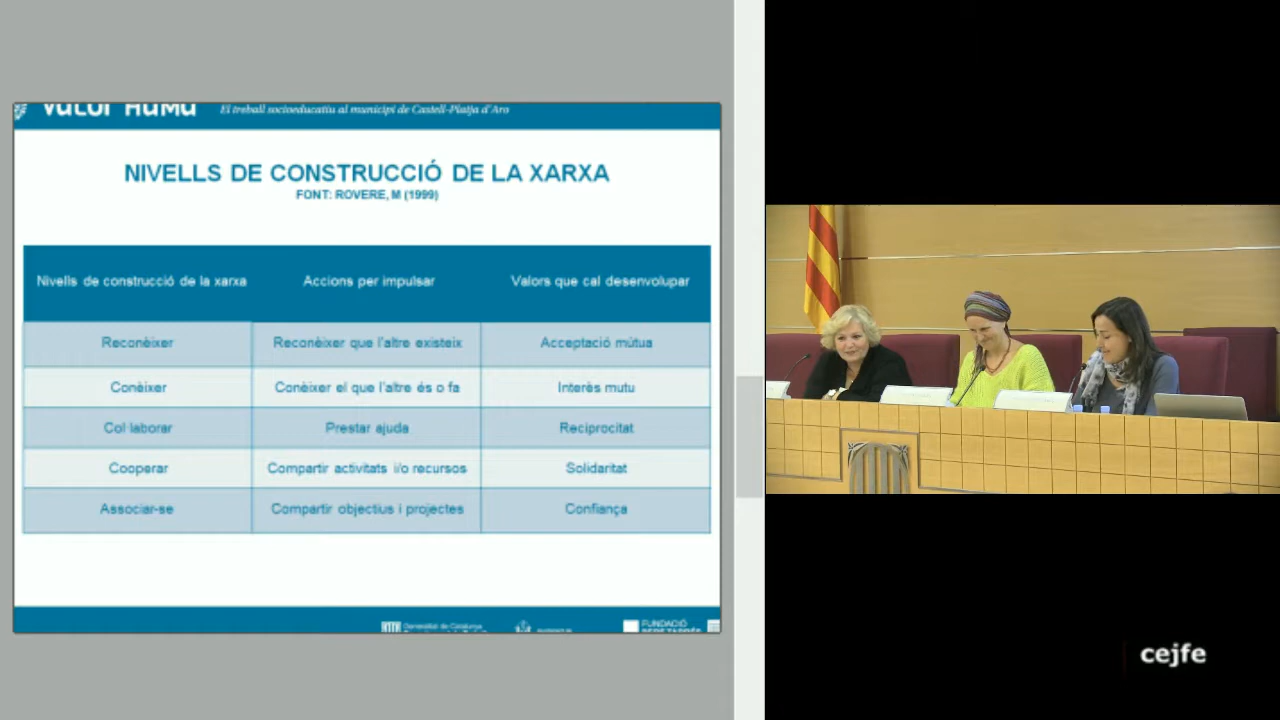 Valor Humà
El treball socioeducatiu al municipi de Castell-Platja d'Aro
NIVELLS DE CONSTRUCCIÓ DE LA XARXA
FONT: ROVERE, M (1999)
Nivells de construcció de la xarxa Accions per impulsar Valors que cal desenvolupar
Reconèixer Reconèixer que l'altre existeix Acceptació mútua
Conèixer Conèixer el que l'altre és o fa Interès mutu
Col·laborar Prestar ajuda Reciprocitat
Cooperar Compartir activitats i/o recursos Solidaritat
Associar-se Compartir objectius i projectes Confiança
Generalitat de Catalunya
FUNDACIÓ
PERE TARRÉS
cejfe